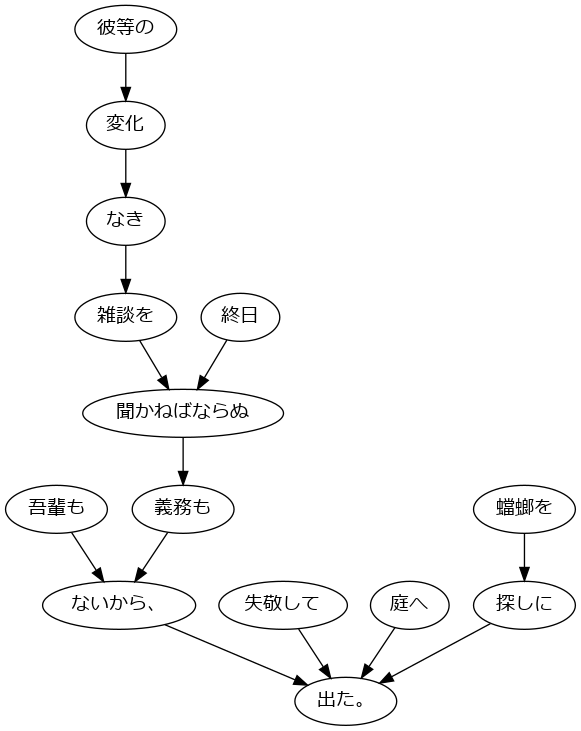 彼等の
変化
なき
雑談を
終日
聞かねばならぬ
吾輩も
義務も
蟷螂を
ないから、
失敬して
庭へ
探しに
出た。